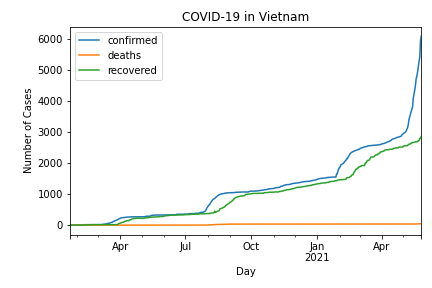 COVID-19 in Vietnam
confirmed
deaths
recovered
Number of Cases
6000
5000
4000
3000
2000
1000
0
Apr
Jul
Oct
Jan
2021
Apr
Day